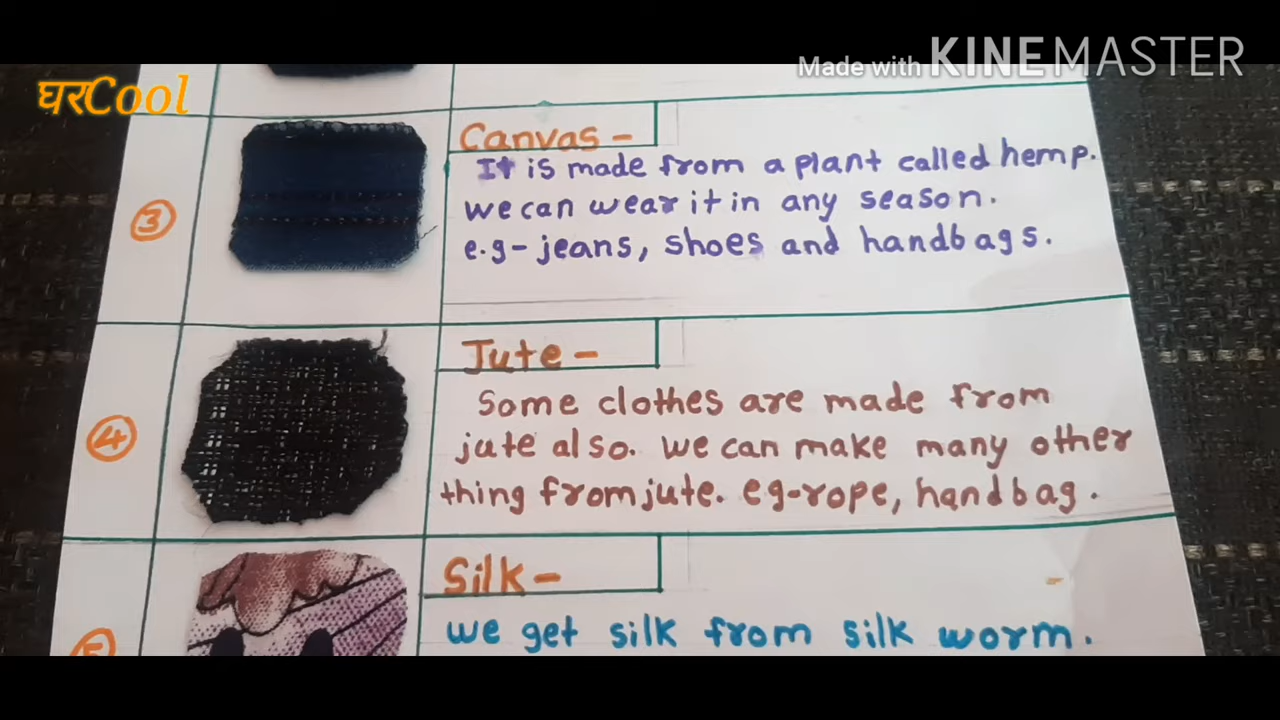 Made with KINEMASTER
घरCool
③
Canvas -
It is made from a plant called hemp.
we can wear it in any season.
e.g- jeans, shoes and handbags.
④
Jute -
Some clothes are made from
jute also. we can make many other
thing from jute. eg-rope, handbag.
Silk -
we get silk from silk worm.